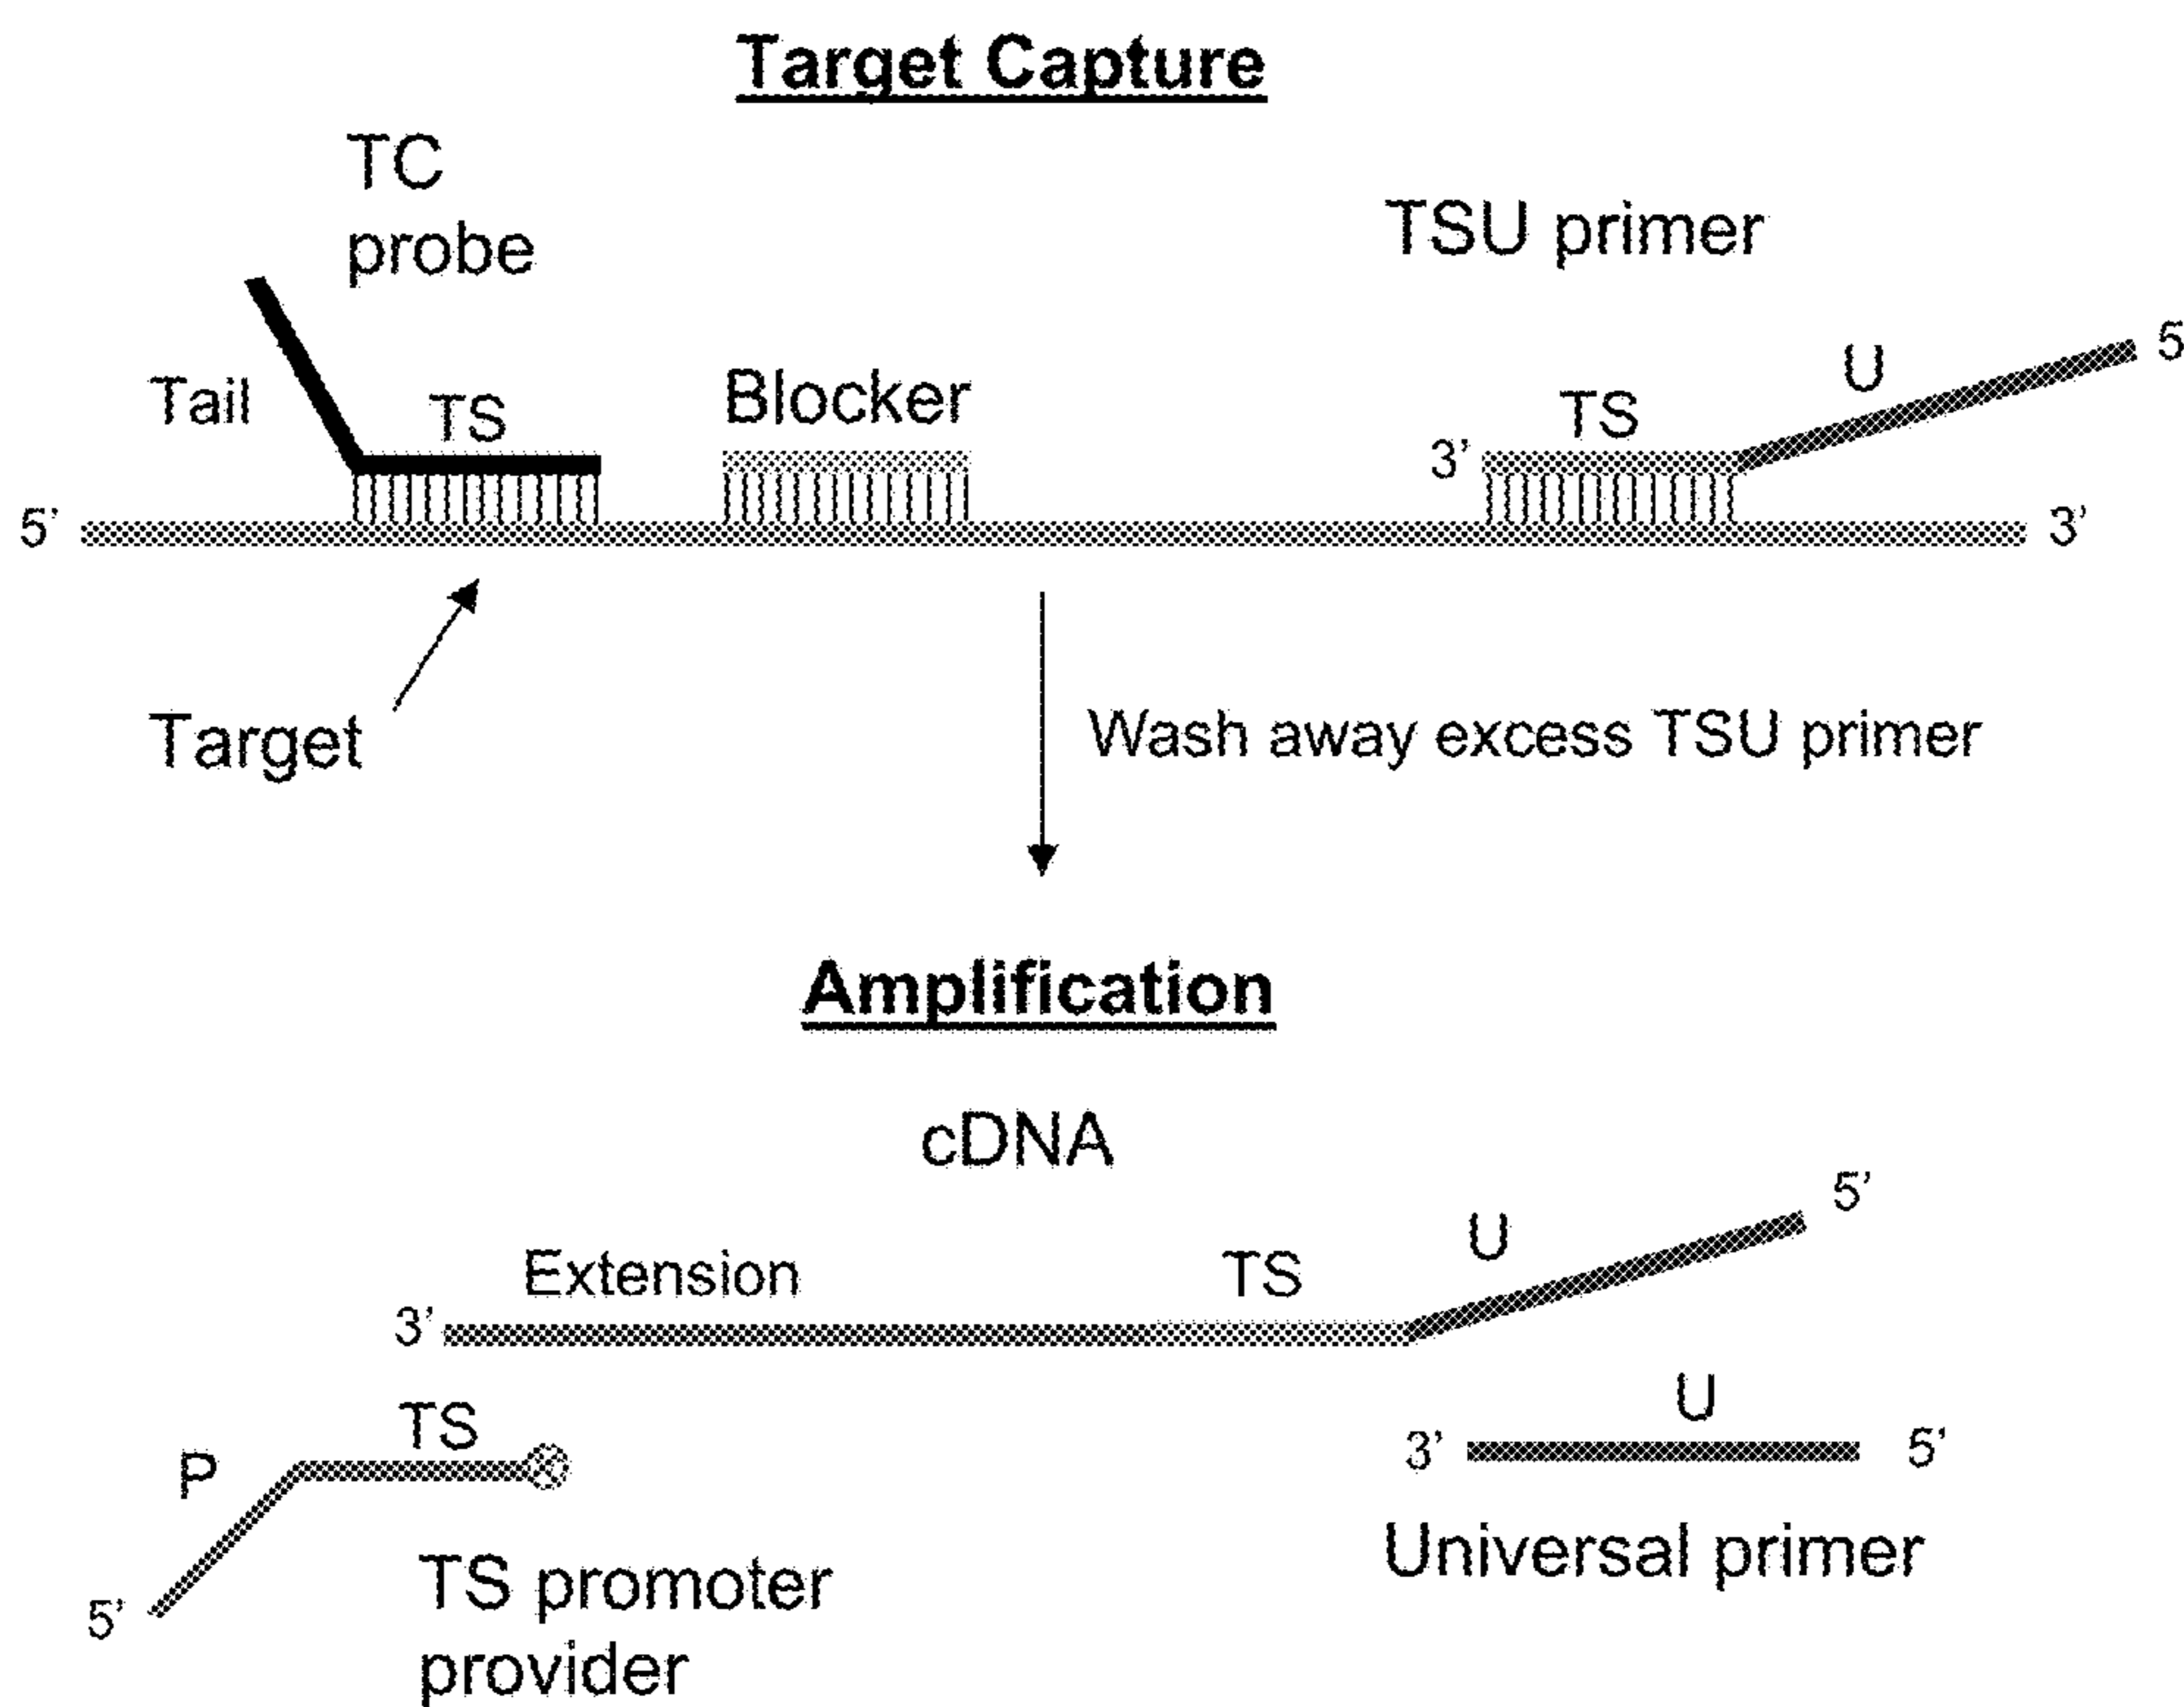 Target Capture
TC
probe
TSU primer
5
Tail
TS
Blocker
TS
U
3’
5’
3’
Target
Wash away excess TSU primer
Amplification
cDNA
5’
U
Extension
TS
3’
TS
U
P
3’
5’
5’
TS promoter
provider
Universal primer